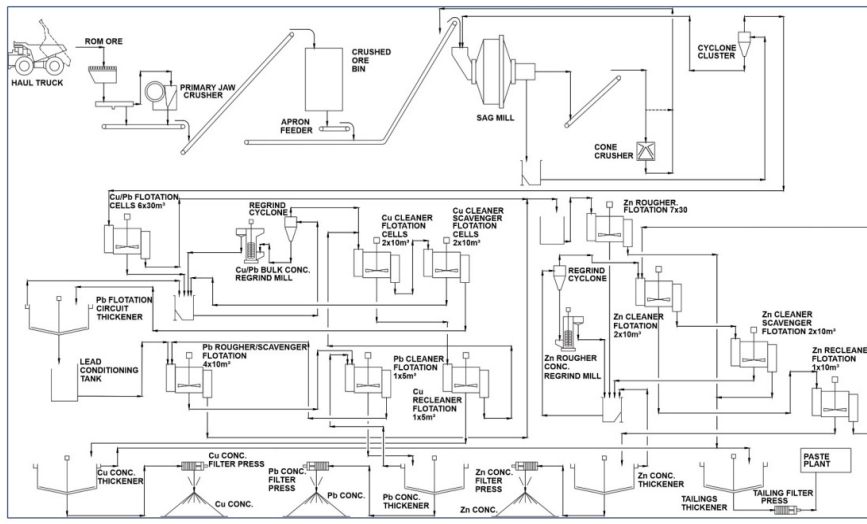 ROM ORE
HAUL TRUCK
PRIMARY JAW
CRUSHER
CRUSHED
ORE
BIN
APRON
FEEDER
SAG MILL
CONE
CRUSHER
CYCLONE
CLUSTER
Cu/Pb FLOTATION
CELLS 6x30m³
REGRIND
CYCLONE
Cu/Pb BULK CONC.
REGRIND MILL
Cu CLEANER
FLOTATION
CELLS
2x10m³
Cu CLEANER
SCAVENGER
FLOTATION
CELLS
2x10m³
Zn ROUGHER.
FLOTATION 7x30
REGRIND
CYCLONE
Zn CLEANER
FLOTATION
2x10m³
Zn CLEANER
SCAVENGER
FLOTATION 2x10m³
Zn ROUGHER
CONC.
REGRIND MILL
Zn RECLEANE
FLOTATION
1x10m³
Pb FLOTATION
CIRCUIT
THICKENER
LEAD
CONDITIONING
TANK
Pb ROUGHER/SCAVENGER
FLOTATION
4x10m³
Pb CLEANER
FLOTATION
1x5m³
Cu
RECLEANER
FLOTATION
1x5m³
Cu CONC.
THICKENER
Cu CONC.
FILTER PRESS
Cu CONC.
Pb CONC.
FILTER
PRESS
Pb CONC.
Pb CONC.
THICKENER
Zn CONC.
FILTER
PRESS
Zn CONC.
Zn CONC.
THICKENER
TAILINGS
THICKENER
TAILING FILTER
PRESS
PASTE
PLANT